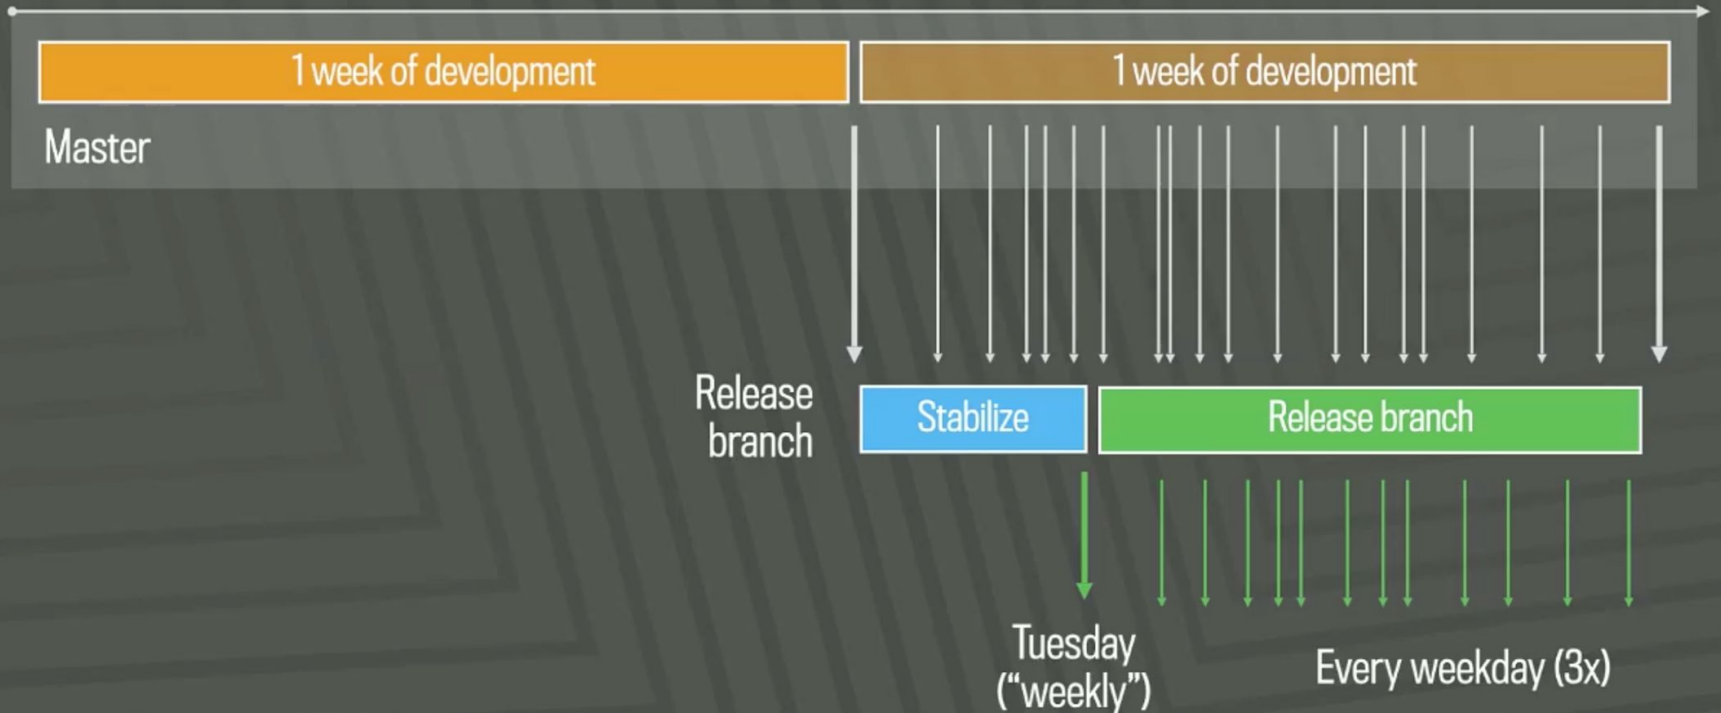 1 week of development
1 week of development
Master
Release
branch
Stabilize
Release branch
Tuesday
(“weekly”)
Every weekday (3x)